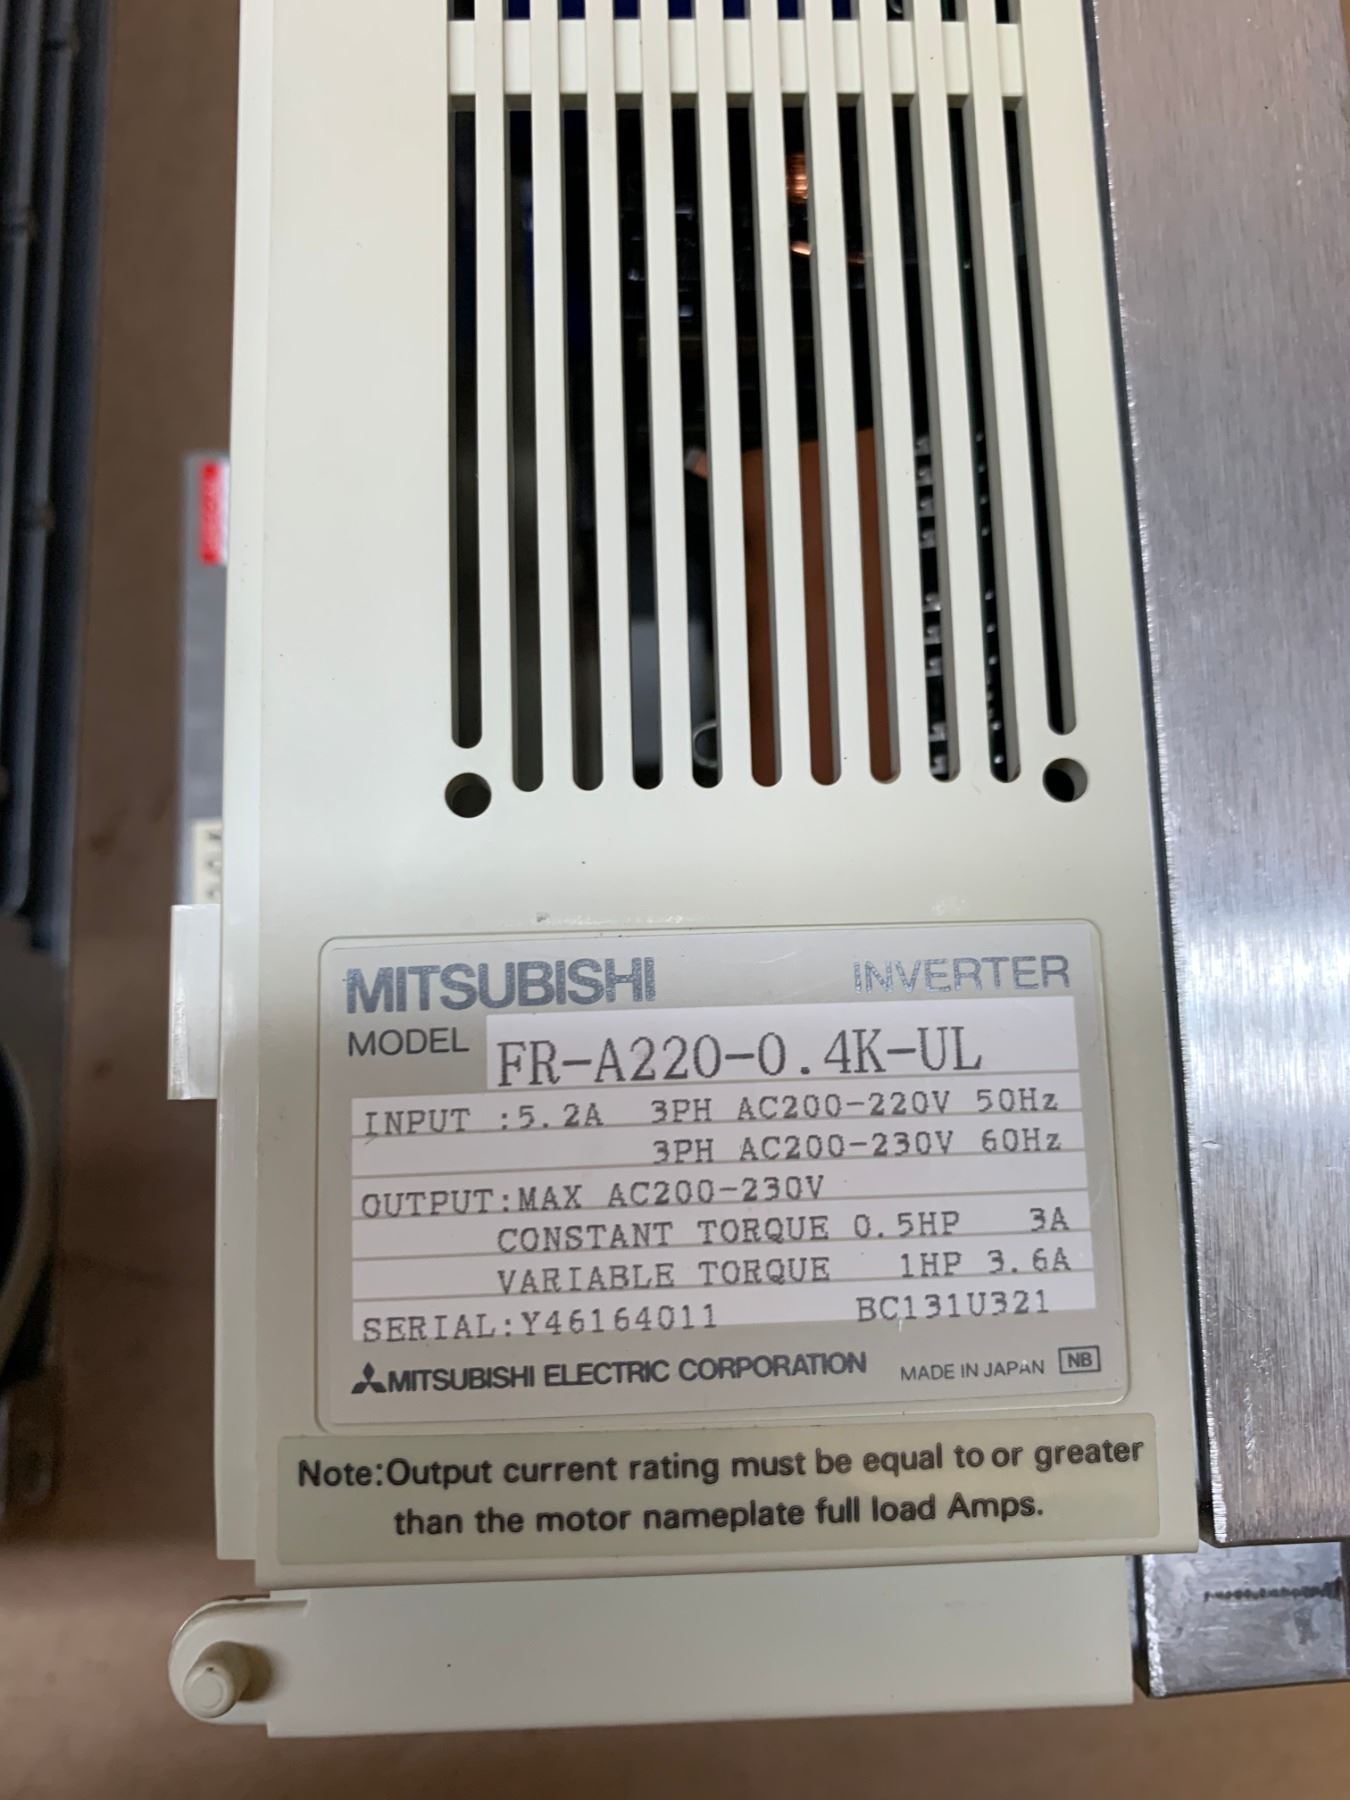 MITSUBISHI INVERTER
MODEL FR-A220-0.4K-UL
INPUT :5.2A 3PH AC200-220V 50Hz
3PH AC200-230V 60Hz
OUTPUT:MAX AC200-230V
CONSTANT TORQUE 0.5HP 3A
VARIABLE TORQUE 1HP 3.6A
SERIAL:Y46164011 BC131U321
MITSUBISHI ELECTRIC CORPORATION MADE IN JAPAN NB
Note:Output current rating must be equal to or greater
than the motor nameplate full load Amps.